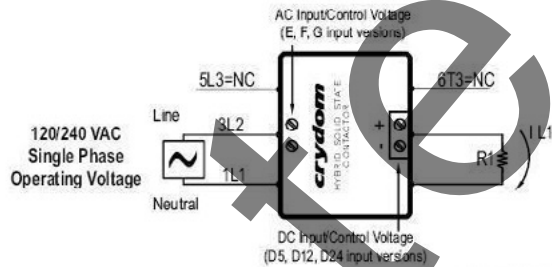 AC Input/Control Voltage
(E, F, G input versions)
5L3=NC
6T3=NC
Line
3L2
120/240 VAC
Single Phase
Operating Voltage
1L1
Neutral
crydom
HYBRID SOLID STATE
CONTACTOR
+
-
R1
IL1
DC Input/Control Voltage
(D5, D12, D24 input versions)